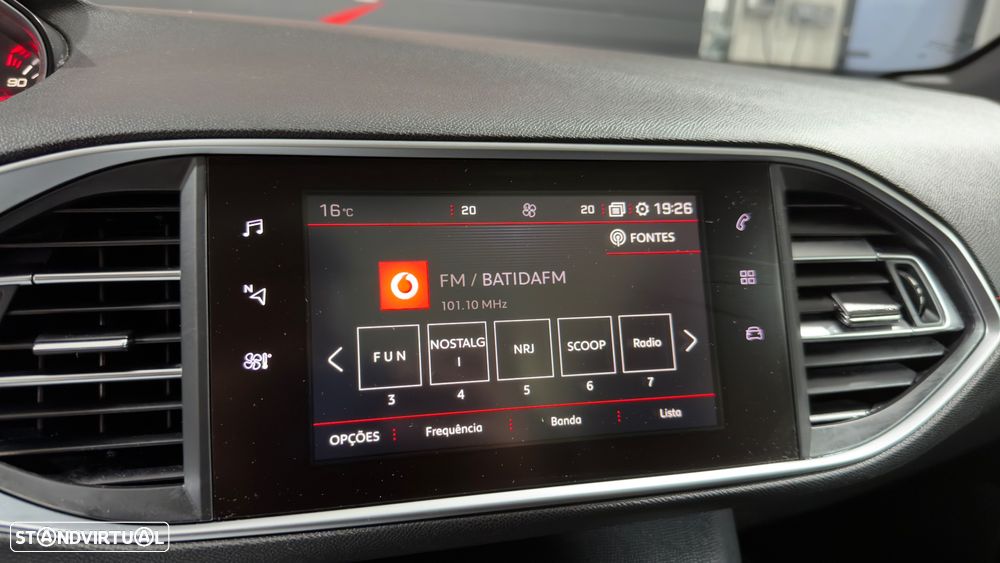 90
N
16°C 20 20 19:26
FONTES
FM / BATIDAFM
101.10 MHz
FUN NOSTALG NRJ SCOOP Radio
I
3 4 5 6 7
OPÇÕES Frequência Banda Lista
STANDVIRTUAL